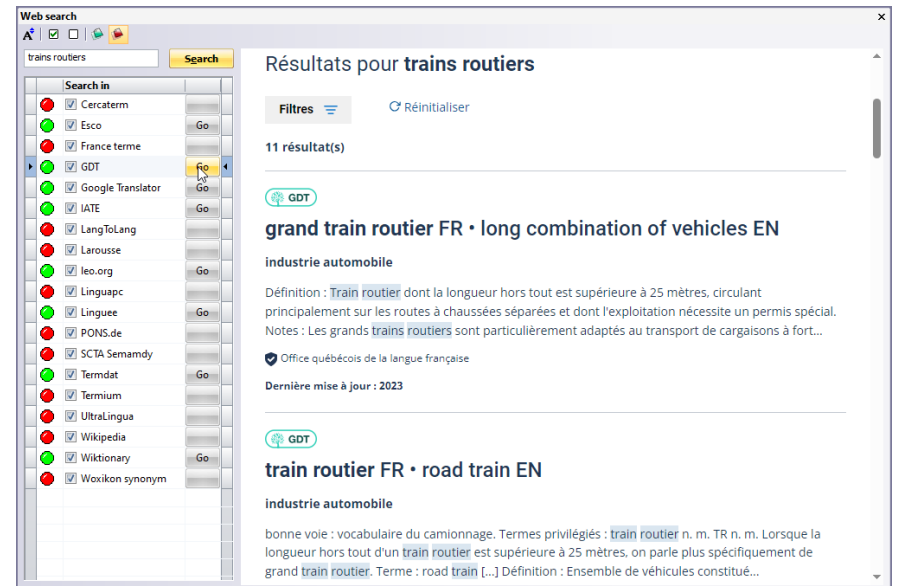 Web search
trains routiers
Search
Search in
Cercaterm
Esco Go
France terme
GDT Go
Google Translator Go
IATE Go
LangToLang
Larousse
leo.org Go
Linguapc
Linguee Go
PONS.de
SCTA Semamdy
Termdat Go
Termium
UltraLingua
Wikipedia
Wiktionary Go
Woxikon synonym
Résultats pour trains routiers
Filtres
Réinitialiser
11 résultat(s)
GDT
grand train routier FR • long combination of vehicles EN
industrie automobile
Définition : Train routier dont la longueur hors tout est supérieure à 25 mètres, circulant
principalement sur les routes à chaussées séparées et dont l'exploitation nécessite un permis spécial.
Notes : Les grands trains routiers sont particulièrement adaptés au transport de cargaisons à fort...
Office québécois de la langue française
Dernière mise à jour : 2023
GDT
train routier FR • road train EN
industrie automobile
bonne voie : vocabulaire du camionnage. Termes privilégiés : train routier n. m. TR n. m. Lorsque la
longueur hors tout d'un train routier est supérieure à 25 mètres, on parle plus spécifiquement de
grand train routier. Terme : road train [...] Définition : Ensemble de véhicules constitué...